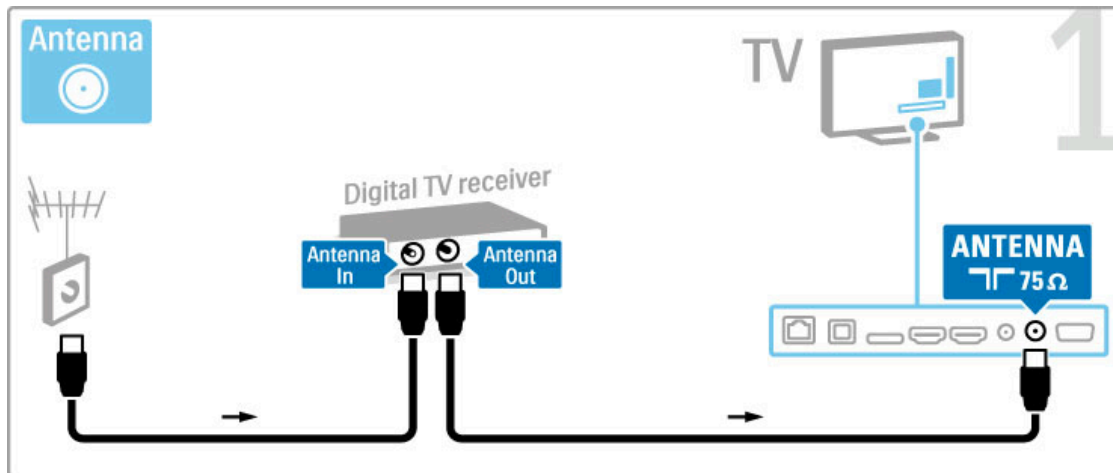 Antenna
TV
1
Digital TV receiver
Antenna
In
Antenna
Out
ANTENNA
75 Ω